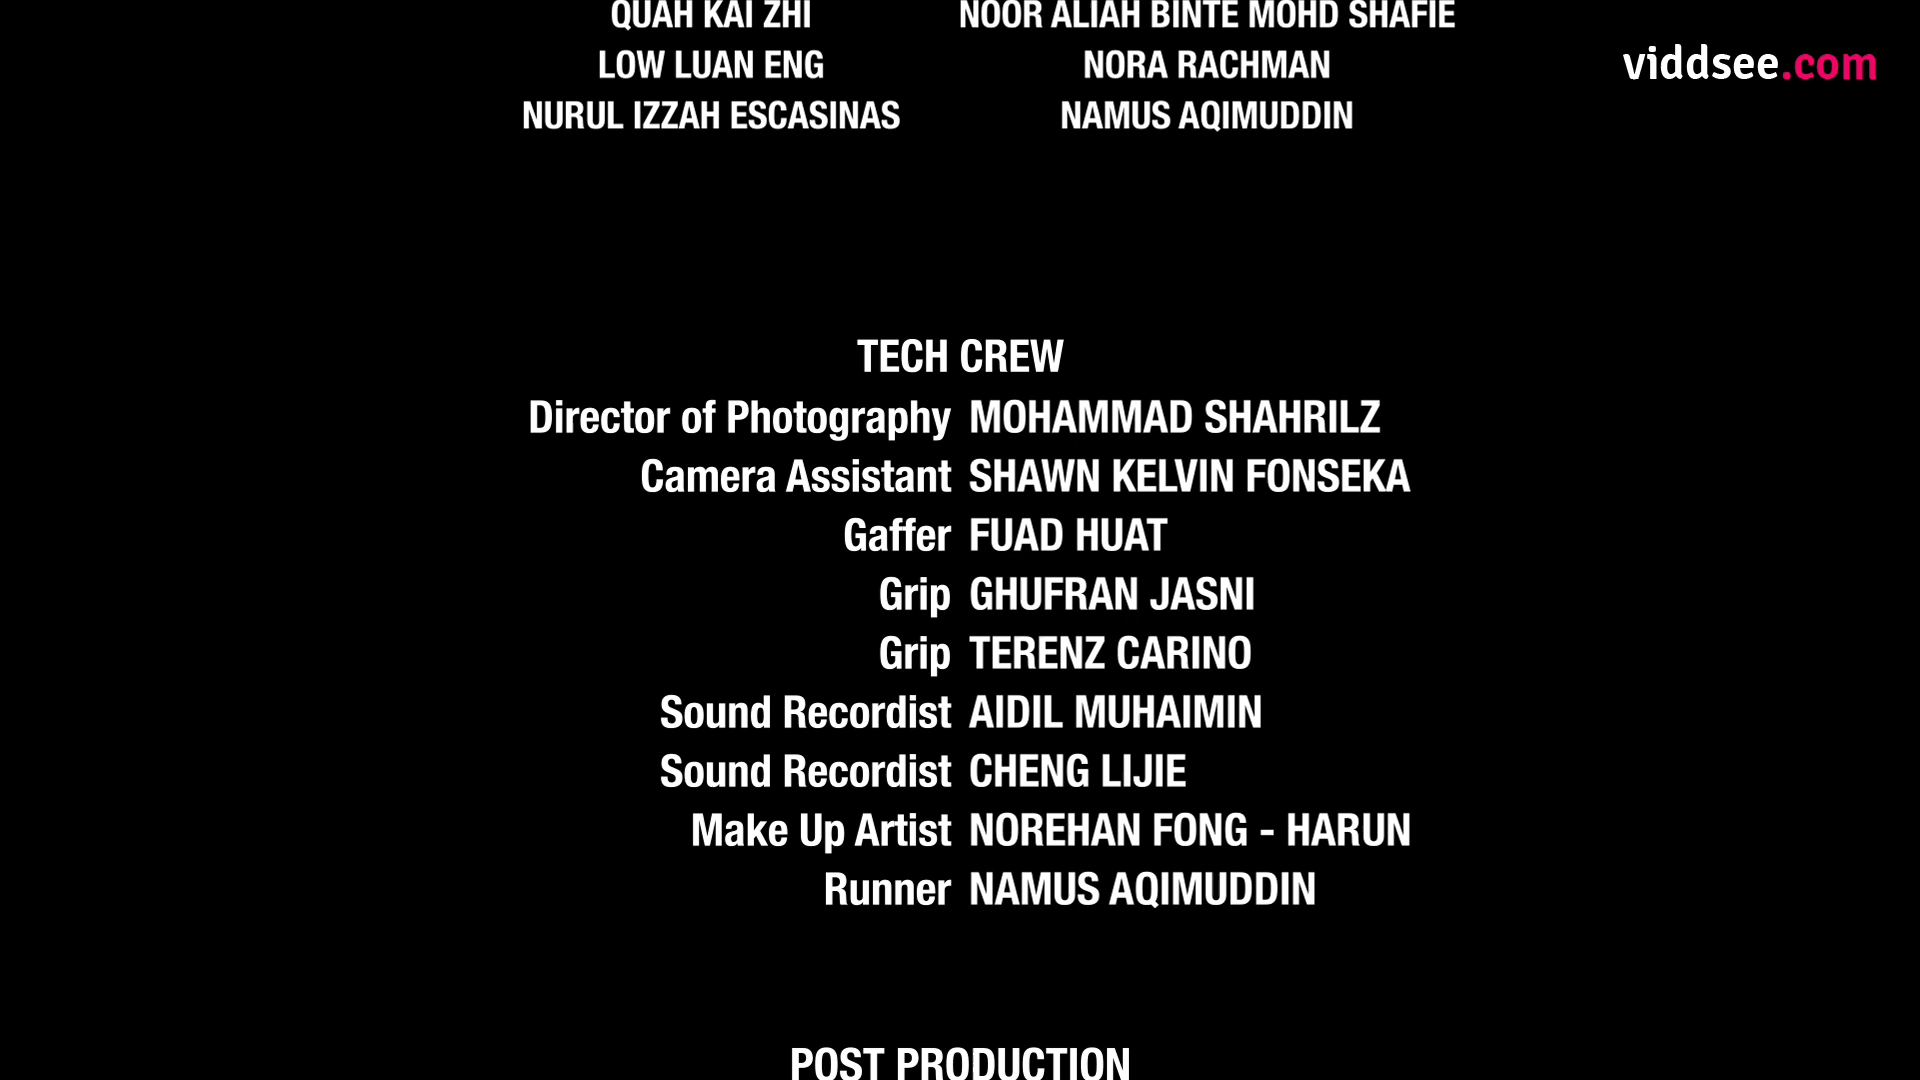 QUAH KAI ZHI NOOR ALIAH BINTE MOHD SHAFIE
LOW LUAN ENG NORA RACHMAN
NURUL IZZAH ESCASINAS NAMUS AQIMUDDIN
viddsee.com
TECH CREW
Director of Photography MOHAMMAD SHAHRILZ
Camera Assistant SHAWN KELVIN FONSEKA
Gaffer FUAD HUAT
Grip GHUFRAN JASNI
Grip TERENZ CARINO
Sound Recordist AIDIL MUHAIMIN
Sound Recordist CHENG LIJIE
Make Up Artist NOREHAN FONG - HARUN
Runner NAMUS AQIMUDDIN
POST PRODUCTION